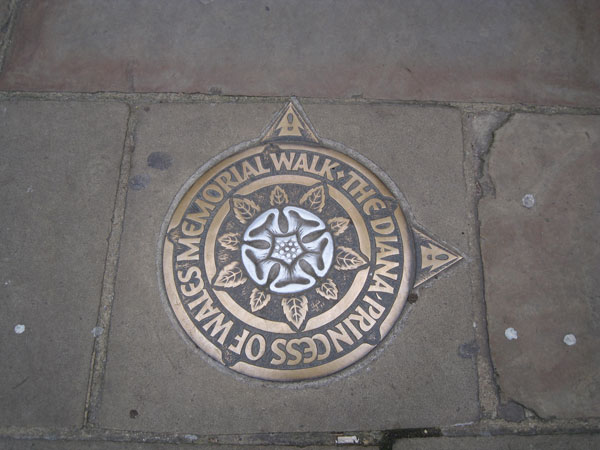 THE DIANA · PRINCESS OF WALES MEMORIAL WALK ·